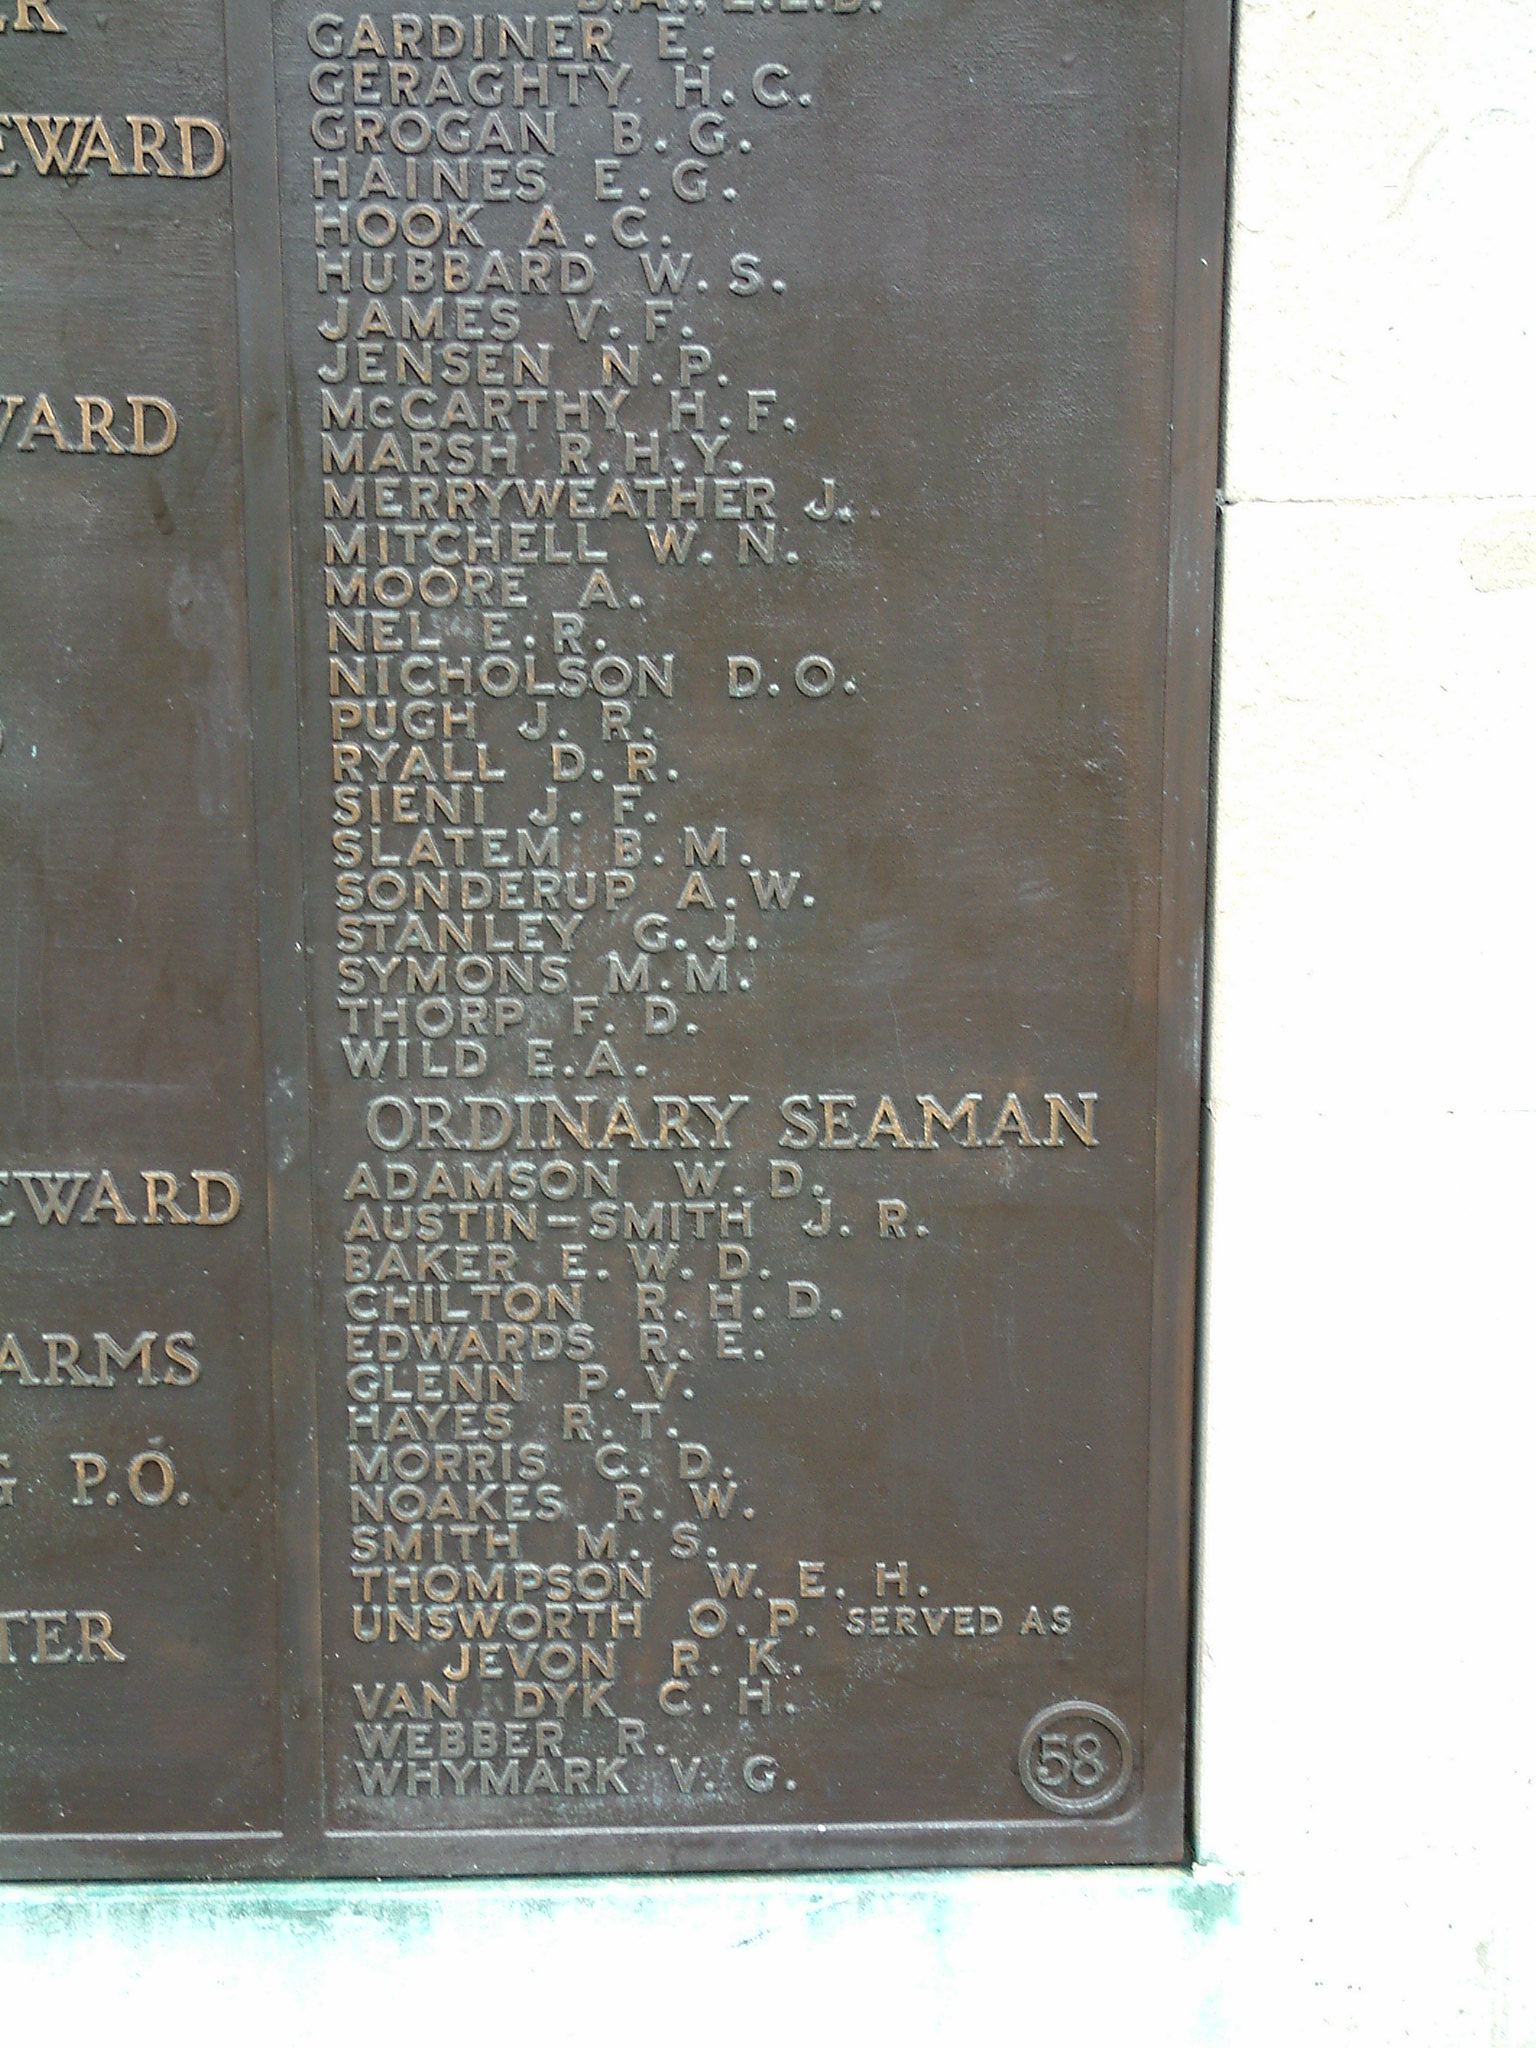 GARDINER E.
GERAGHTY H.C.
GROGAN B.G.
HAINES E.G.
HOOK A.C.
HUBBARD W.S.
JAMES V.F.
JENSEN N.P.
McCARTHY H.F.
MARSH R.H.Y.
MERRYWEATHER J.
MITCHELL W.N.
MOORE A.
NEL E.R.
NICHOLSON D.O.
PUGH J.R.
RYALL D.R.
SIENI J.F.
SLATEM B.M.
SONDERUP A.W.
STANLEY G.J.
SYMONS M.M.
THORP F.D.
WILD E.A.
ORDINARY SEAMAN
ADAMSON W.D.
AUSTIN-SMITH J.R.
BAKER E.W.D.
CHILTON R.H.D.
EDWARDS R.E.
GLENN P.V.
HAYES R.T.
MORRIS C.D.
NOAKES R.W.
SMITH M.S.
THOMPSON W.E.H.
UNSWORTH O.P. SERVED AS
JEVON R.K.
VAN DYK C.H.
WEBBER R.
WHYMARK V.G.
58
EWARD
WARD
EWARD
ARMS
G P.O.
TER